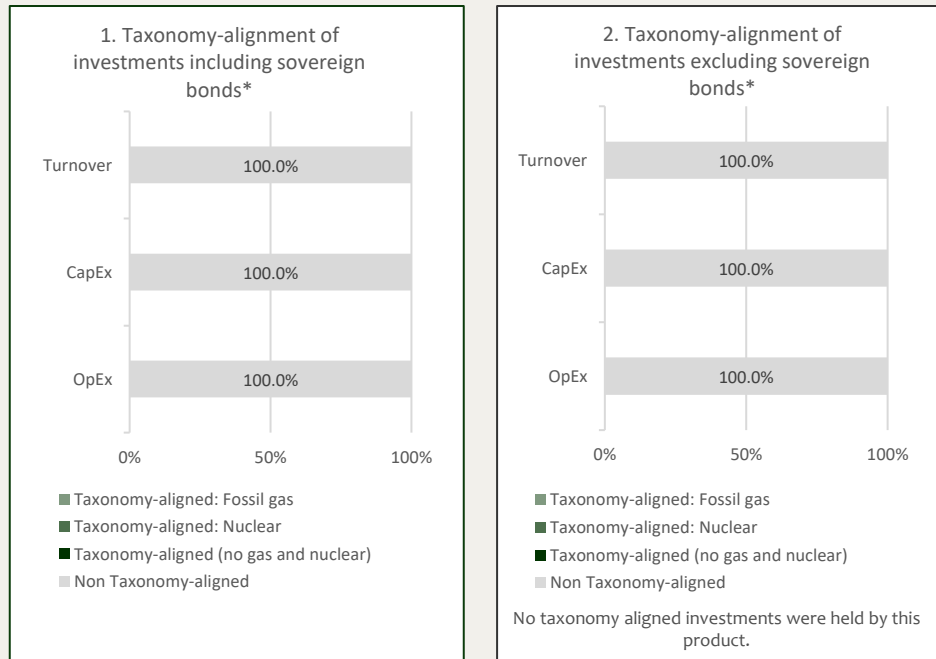 1. Taxonomy-alignment of
investments including sovereign
bonds*
Turnover
100.0%
CapEx
100.0%
OpEx
100.0%
0%
50%
100%
Taxonomy-aligned: Fossil gas
Taxonomy-aligned: Nuclear
Taxonomy-aligned (no gas and nuclear)
Non Taxonomy-aligned
2. Taxonomy-alignment of
investments excluding sovereign
bonds*
Turnover
100.0%
CapEx
100.0%
OpEx
100.0%
0%
50%
100%
Taxonomy-aligned: Fossil gas
Taxonomy-aligned: Nuclear
Taxonomy-aligned (no gas and nuclear)
Non Taxonomy-aligned
No taxonomy aligned investments were held by this
product.